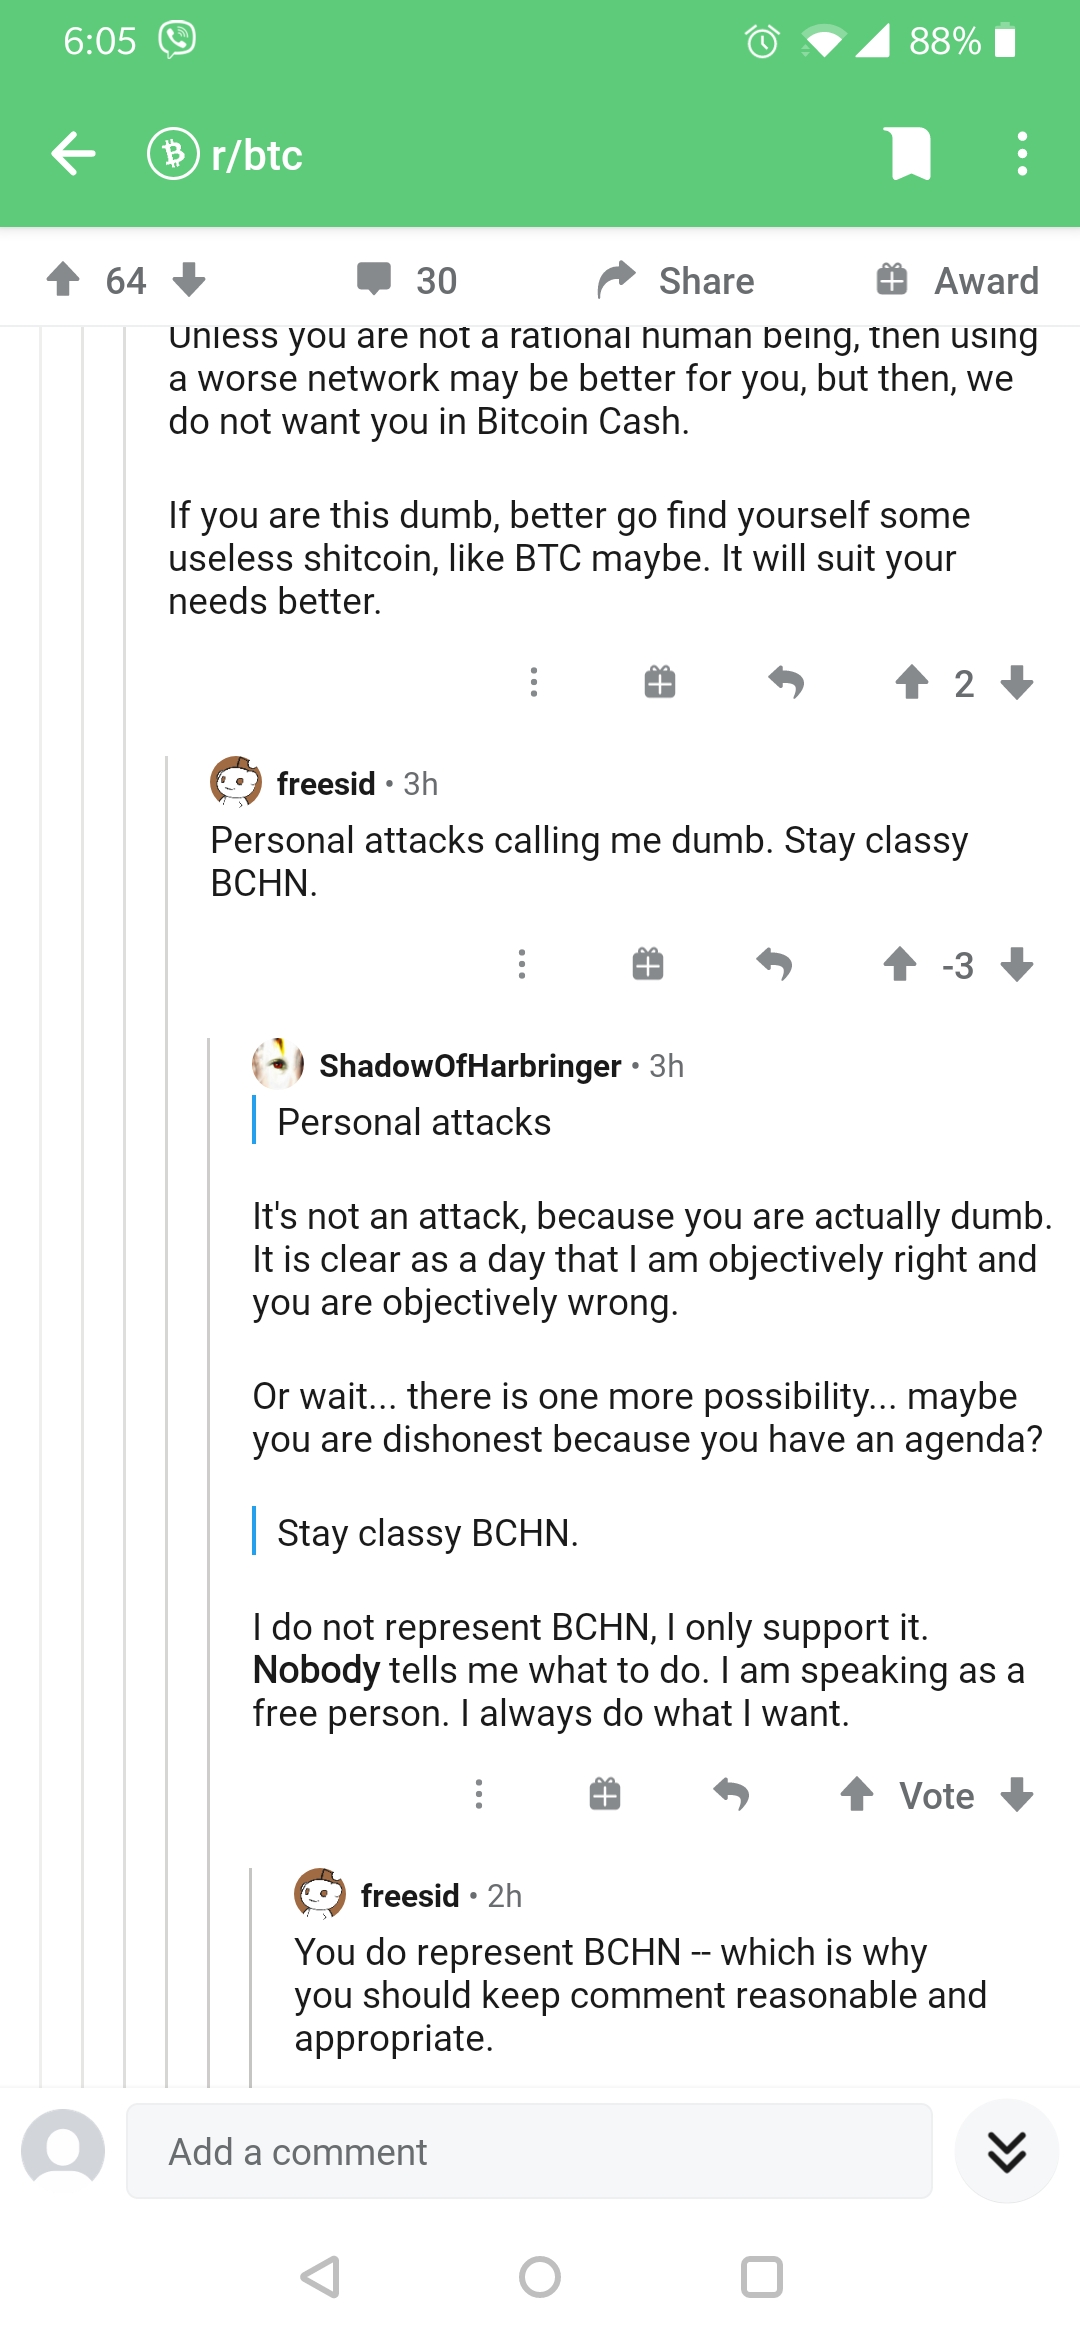 6:05 88%
r/btc
64 30 Share Award
Unless you are not a rational human being, then using
a worse network may be better for you, but then, we
do not want you in Bitcoin Cash.
If you are this dumb, better go find yourself some
useless shitcoin, like BTC maybe. It will suit your
needs better.
2
freesid • 3h
Personal attacks calling me dumb. Stay classy
BCHN.
-3
ShadowOfHarbringer • 3h
Personal attacks
It's not an attack, because you are actually dumb.
It is clear as a day that I am objectively right and
you are objectively wrong.
Or wait... there is one more possibility... maybe
you are dishonest because you have an agenda?
Stay classy BCHN.
I do not represent BCHN, I only support it.
Nobody tells me what to do. I am speaking as a
free person. I always do what I want.
Vote
freesid • 2h
You do represent BCHN -- which is why
you should keep comment reasonable and
appropriate.
Add a comment